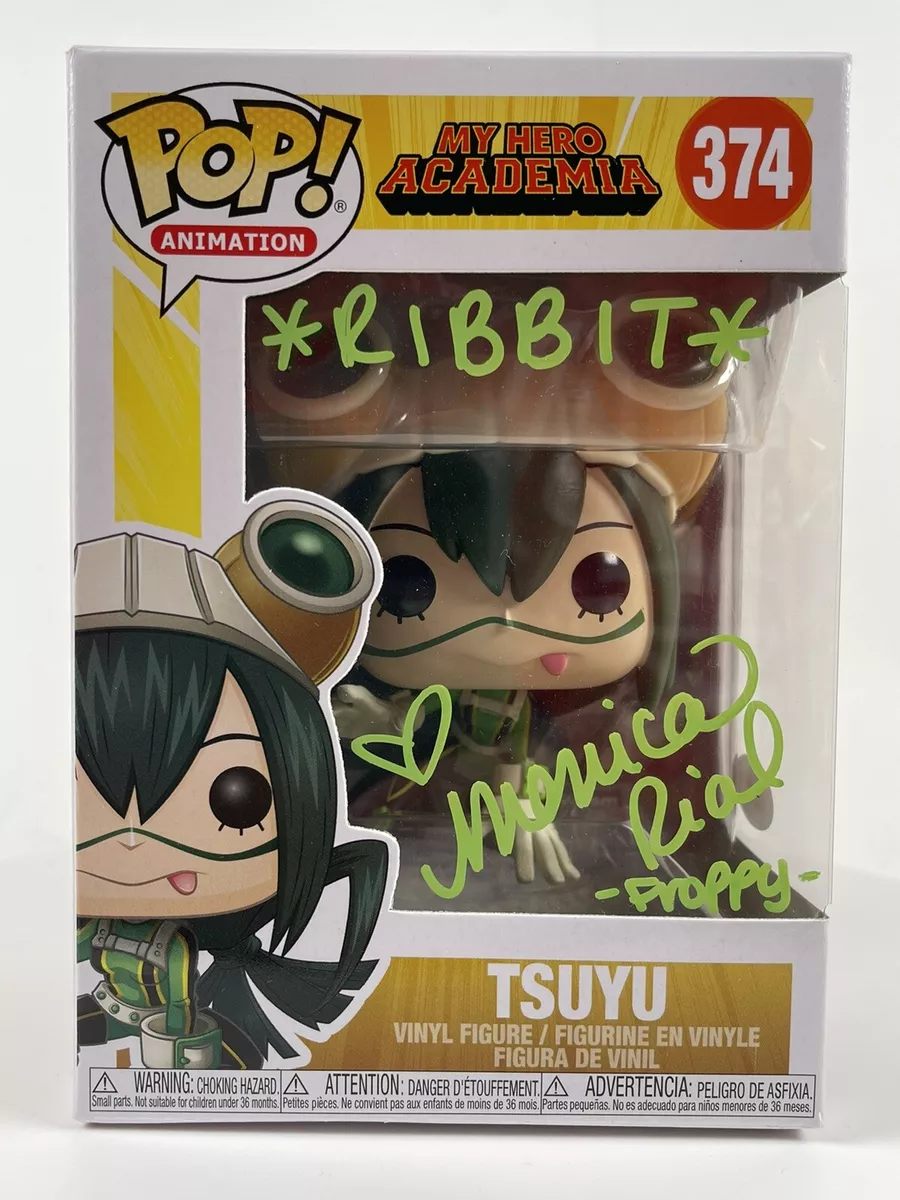 POP!
®
ANIMATION
MY HERO
ACADEMIA
374
*RIBBIT*
Monica
Rial
-Froppy-
TSUYU
VINYL FIGURE / FIGURINE EN VINYLE
FIGURA DE VINIL
WARNING: CHOKING HAZARD.
Small parts. Not suitable for children under 36 months.
ATTENTION: DANGER D'ÉTOUFFEMENT.
Petites pièces. Ne convient pas aux enfants de moins de 36 mois.
ADVERTENCIA: PELIGRO DE ASFIXIA.
Partes pequeñas. No es adecuado para niños menores de 36 meses.